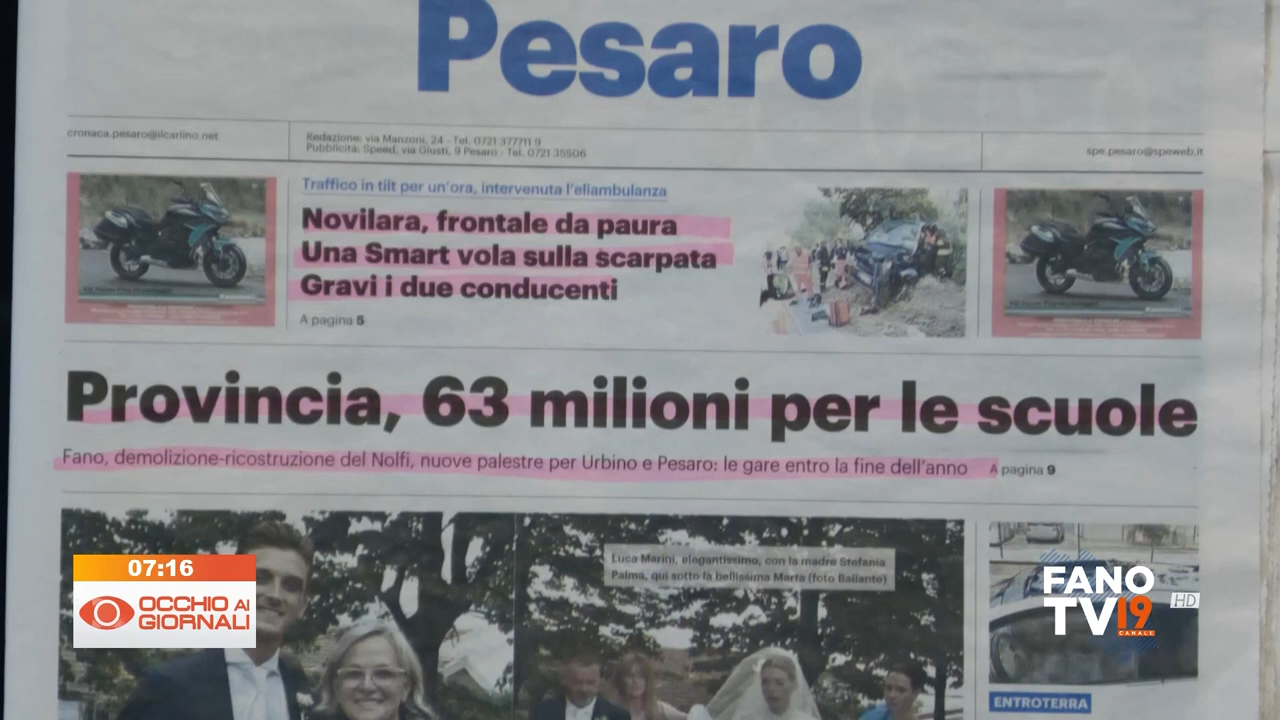 Pesaro
cronaca.pesaro@ilcarlino.net
Redazione: via Manzoni, 24 - Tel. 0721 377711 9
Pubblicità: Speed, via Giusti, 9 Pesaro - Tel. 0721 35506
spe.pesaro@speweb.it
Traffico in tilt per un'ora, intervenuta l'eliambulanza
Novilara, frontale da paura
Una Smart vola sulla scarpata
Gravi i due conducenti
A pagina 5
Provincia, 63 milioni per le scuole
Fano, demolizione-ricostruzione del Nolfi, nuove palestre per Urbino e Pesaro: le gare entro la fine dell'anno A pagina 9
Luca Marini, elegantissimo, con la madre Stefania
Palma, qui sotto la bellissima Marta (foto Bailante)
ENTROTERRA
07:16
OCCHIO AI
GIORNALI
FANO
TV19
CANALE
HD